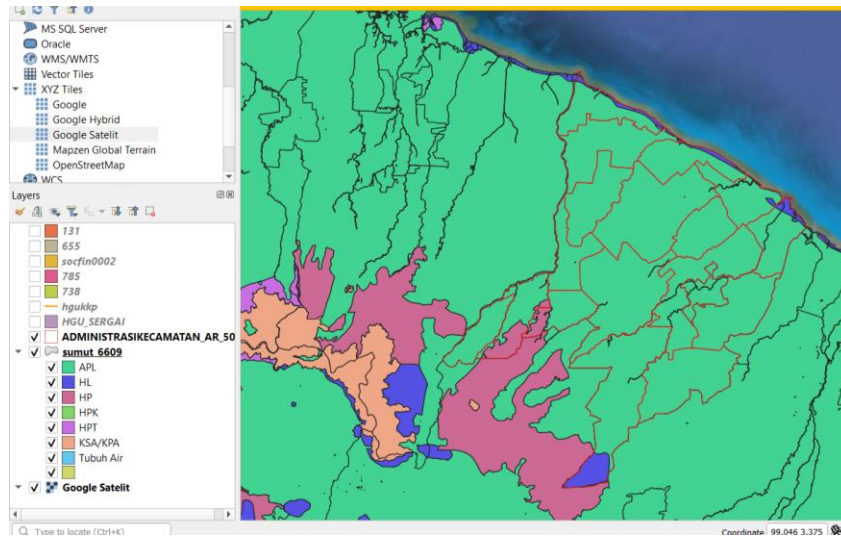 MS SQL Server
Oracle
WMS/WMTS
Vector Tiles
XYZ Tiles
Google
Google Hybrid
Google Satelit
Mapzen Global Terrain
OpenStreetMap
WCS
Layers
131
655
socfin0002
785
738
hgukkp
HGU_SERGAI
ADMINISTRASIKECAMATAN_AR_50
sumut_6609
APL
HL
HP
HPK
HPT
KSA/KPA
Tubuh Air
Google Satelit
Type to locate (Ctrl+K)
Coordinate 99.046 3.375